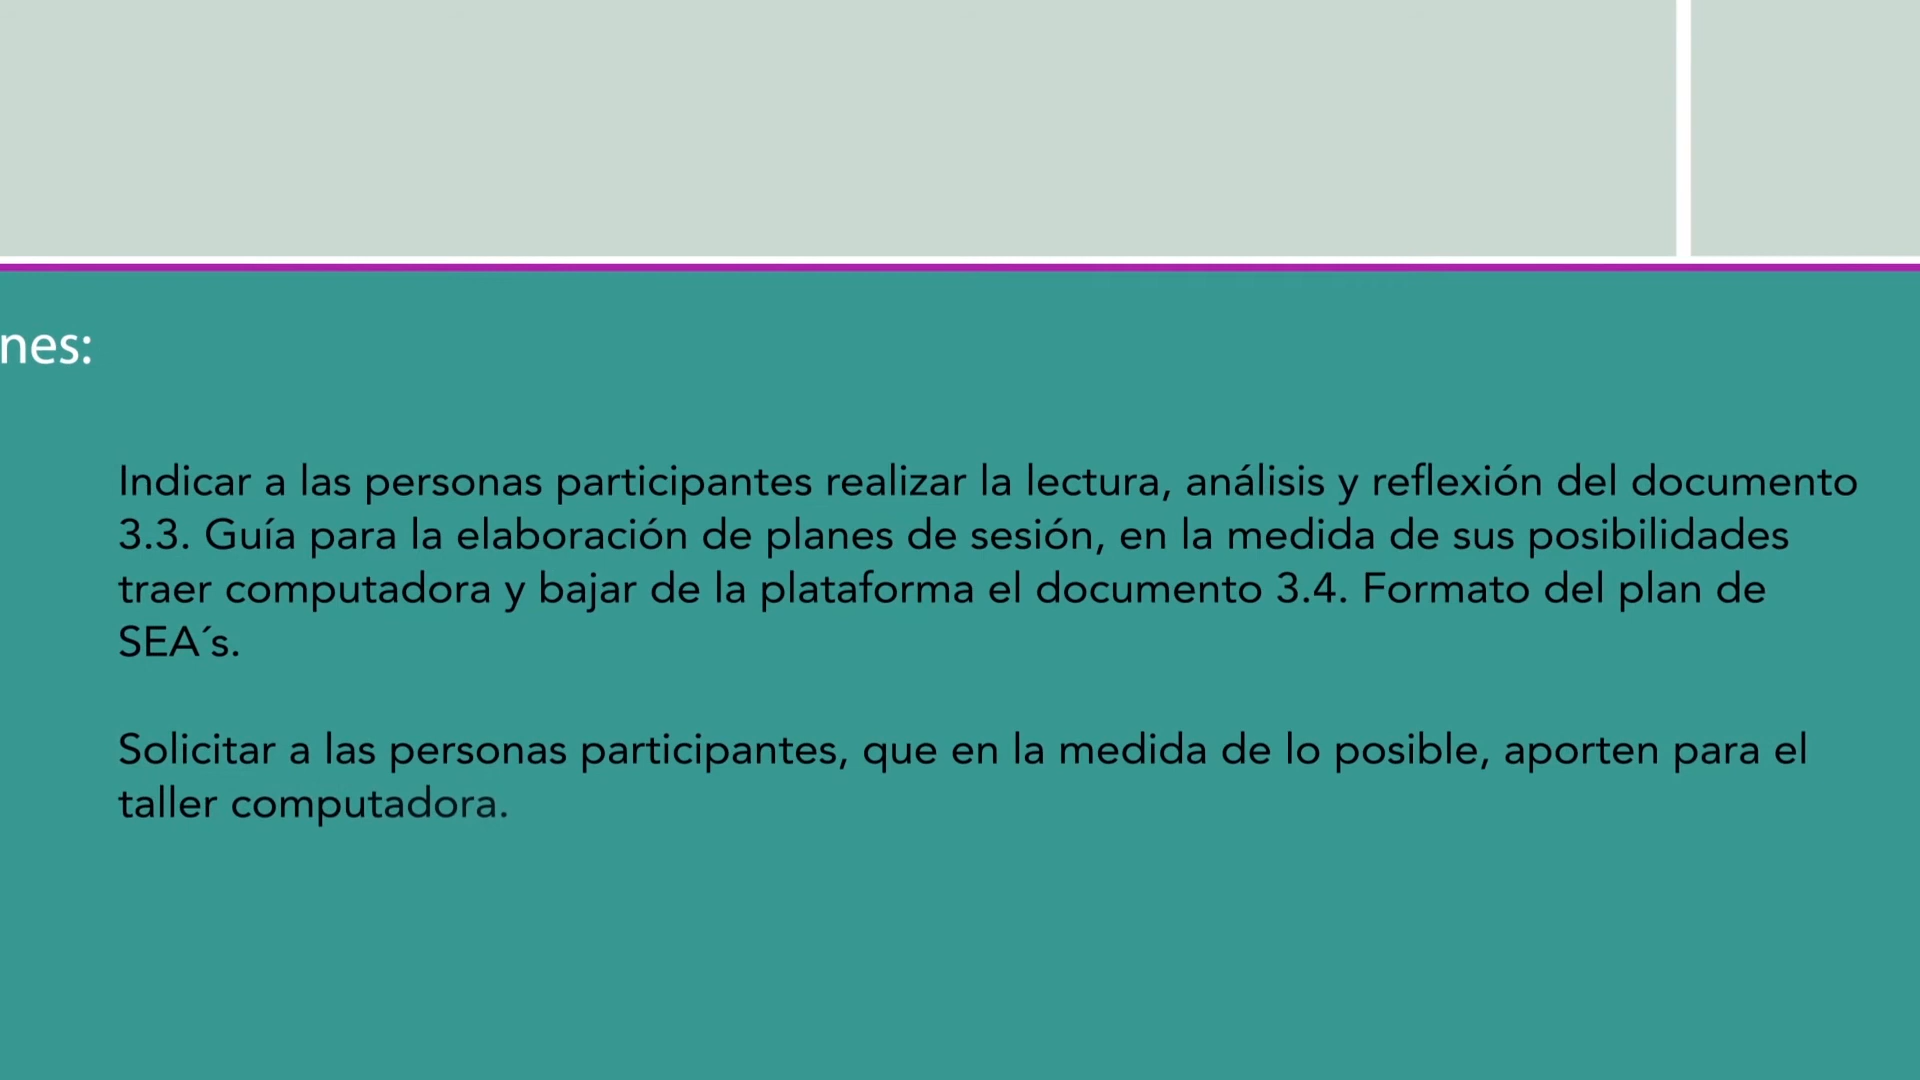 nes:
Indicar a las personas participantes realizar la lectura, análisis y reflexión del documento
3.3. Guía para la elaboración de planes de sesión, en la medida de sus posibilidades
traer computadora y bajar de la plataforma el documento 3.4. Formato del plan de
SEA´s.
Solicitar a las personas participantes, que en la medida de lo posible, aporten para el
taller computadora.